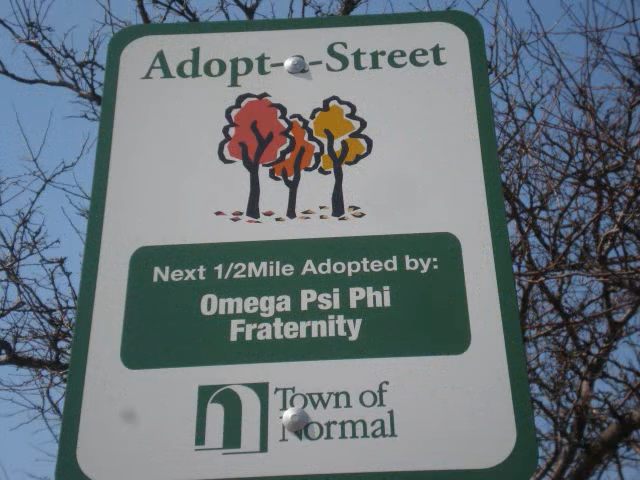 Adopt-a-Street
Next 1/2Mile Adopted by:
Omega Psi Phi
Fraternity
Town of
Normal